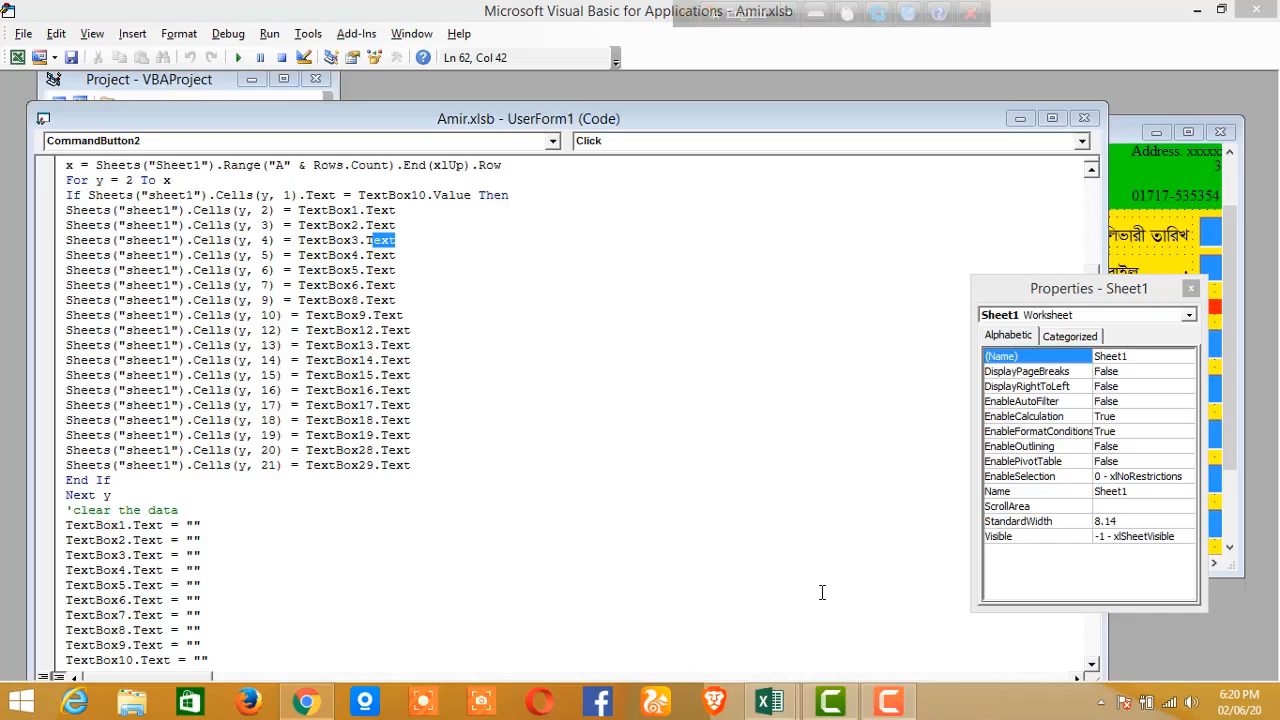 Microsoft Visual Basic for Applications - Amir.xlsb
File Edit View Insert Format Debug Run Tools Add-Ins Window Help
Ln 62, Col 42
Project - VBAProject
Amir.xlsb - UserForm1 (Code)
CommandButton2 Click
x = Sheets("Sheet1").Range("A" & Rows.Count).End(xlUp).Row
For y = 2 To x
If Sheets("sheet1").Cells(y, 1).Text = TextBox10.Value Then
Sheets("sheet1").Cells(y, 2) = TextBox1.Text
Sheets("sheet1").Cells(y, 3) = TextBox2.Text
Sheets("sheet1").Cells(y, 4) = TextBox3.Text
Sheets("sheet1").Cells(y, 5) = TextBox4.Text
Sheets("sheet1").Cells(y, 6) = TextBox5.Text
Sheets("sheet1").Cells(y, 7) = TextBox6.Text
Sheets("sheet1").Cells(y, 9) = TextBox8.Text
Sheets("sheet1").Cells(y, 10) = TextBox9.Text
Sheets("sheet1").Cells(y, 12) = TextBox12.Text
Sheets("sheet1").Cells(y, 13) = TextBox13.Text
Sheets("sheet1").Cells(y, 14) = TextBox14.Text
Sheets("sheet1").Cells(y, 15) = TextBox15.Text
Sheets("sheet1").Cells(y, 16) = TextBox16.Text
Sheets("sheet1").Cells(y, 17) = TextBox17.Text
Sheets("sheet1").Cells(y, 18) = TextBox18.Text
Sheets("sheet1").Cells(y, 19) = TextBox19.Text
Sheets("sheet1").Cells(y, 20) = TextBox28.Text
Sheets("sheet1").Cells(y, 21) = TextBox29.Text
End If
Next y
'clear the data
TextBox1.Text = ""
TextBox2.Text = ""
TextBox3.Text = ""
TextBox4.Text = ""
TextBox5.Text = ""
TextBox6.Text = ""
TextBox7.Text = ""
TextBox8.Text = ""
TextBox9.Text = ""
TextBox10.Text = ""
Address. xxxxx
3
01717-535354
লিভারী তারিখ
Properties - Sheet1
Sheet1 Worksheet
Alphabetic Categorized
(Name) Sheet1
DisplayPageBreaks False
DisplayRightToLeft False
EnableAutoFilter False
EnableCalculation True
EnableFormatConditions True
EnableOutlining False
EnablePivotTable False
EnableSelection 0 - xlNoRestrictions
Name Sheet1
ScrollArea
StandardWidth 8.14
Visible -1 - xlSheetVisible
6:20 PM
02/06/20